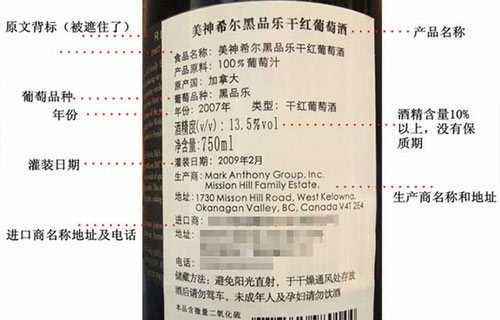 原文背标（被遮住了）
美神希尔黑品乐干红葡萄酒
产品名称
食品名称：美神希尔黑品乐干红葡萄酒
产品原料：100%葡萄汁
原产国：加拿大
葡萄品种
葡萄品种：黑品乐
年份
年份：2007年 类型：干红葡萄酒
酒精度(v/v)：13.5%vol
酒精含量10%
以上，没有保
质期
净含量:750ml
灌装日期
灌装日期：2009年2月
生产商：Mark Anthony Group, Inc.
Mission Hill Family Estate.
生产商名称和地址
地址：1730 Misson Hill Road, West Kelowna,
Okanagan Valley, BC, Canada V4T 2E4
进口商名称地址及电话
进口商：
地址：
电话：
储藏方法：避免阳光直射，于干燥通风处存放
酒后请勿驾车，未成年人及孕妇请勿饮酒
本品含微量二氧化硫